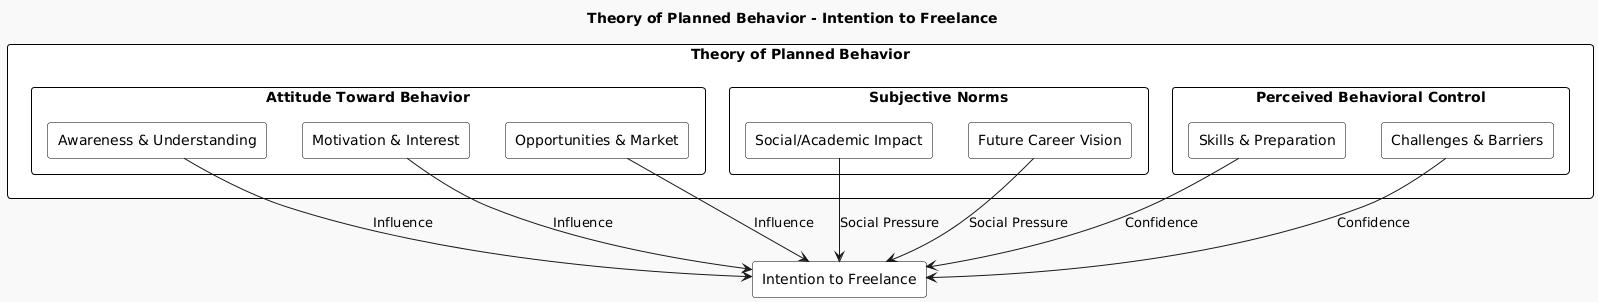 Theory of Planned Behavior - Intention to Freelance
Theory of Planned Behavior
Attitude Toward Behavior
Subjective Norms
Perceived Behavioral Control
Awareness & Understanding
Motivation & Interest
Opportunities & Market
Social/Academic Impact
Future Career Vision
Skills & Preparation
Challenges & Barriers
Influence
Influence
Influence
Social Pressure
Social Pressure
Confidence
Confidence
Intention to Freelance